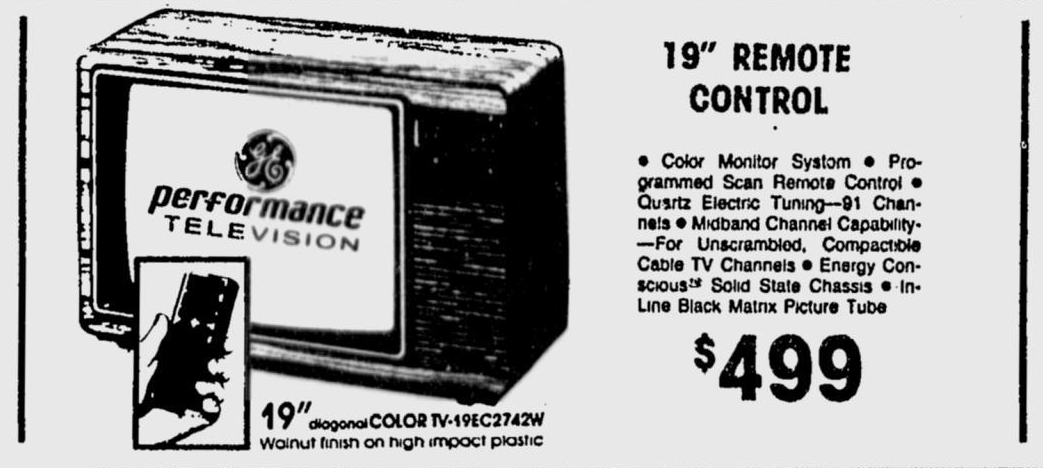 GE
performance
TELEVISION
19" diagonal COLOR TV-19EC2742W
Walnut finish on high impact plastic
19" REMOTE
CONTROL
• Color Monitor System • Pro-
grammed Scan Remote Control •
Quartz Electric Tuning—91 Chan-
nels • Midband Channel Capability-
—For Unscrambled, Compactible
Cable TV Channels • Energy Con-
scious™ Solid State Chassis • In-
Line Black Matrix Picture Tube
$499